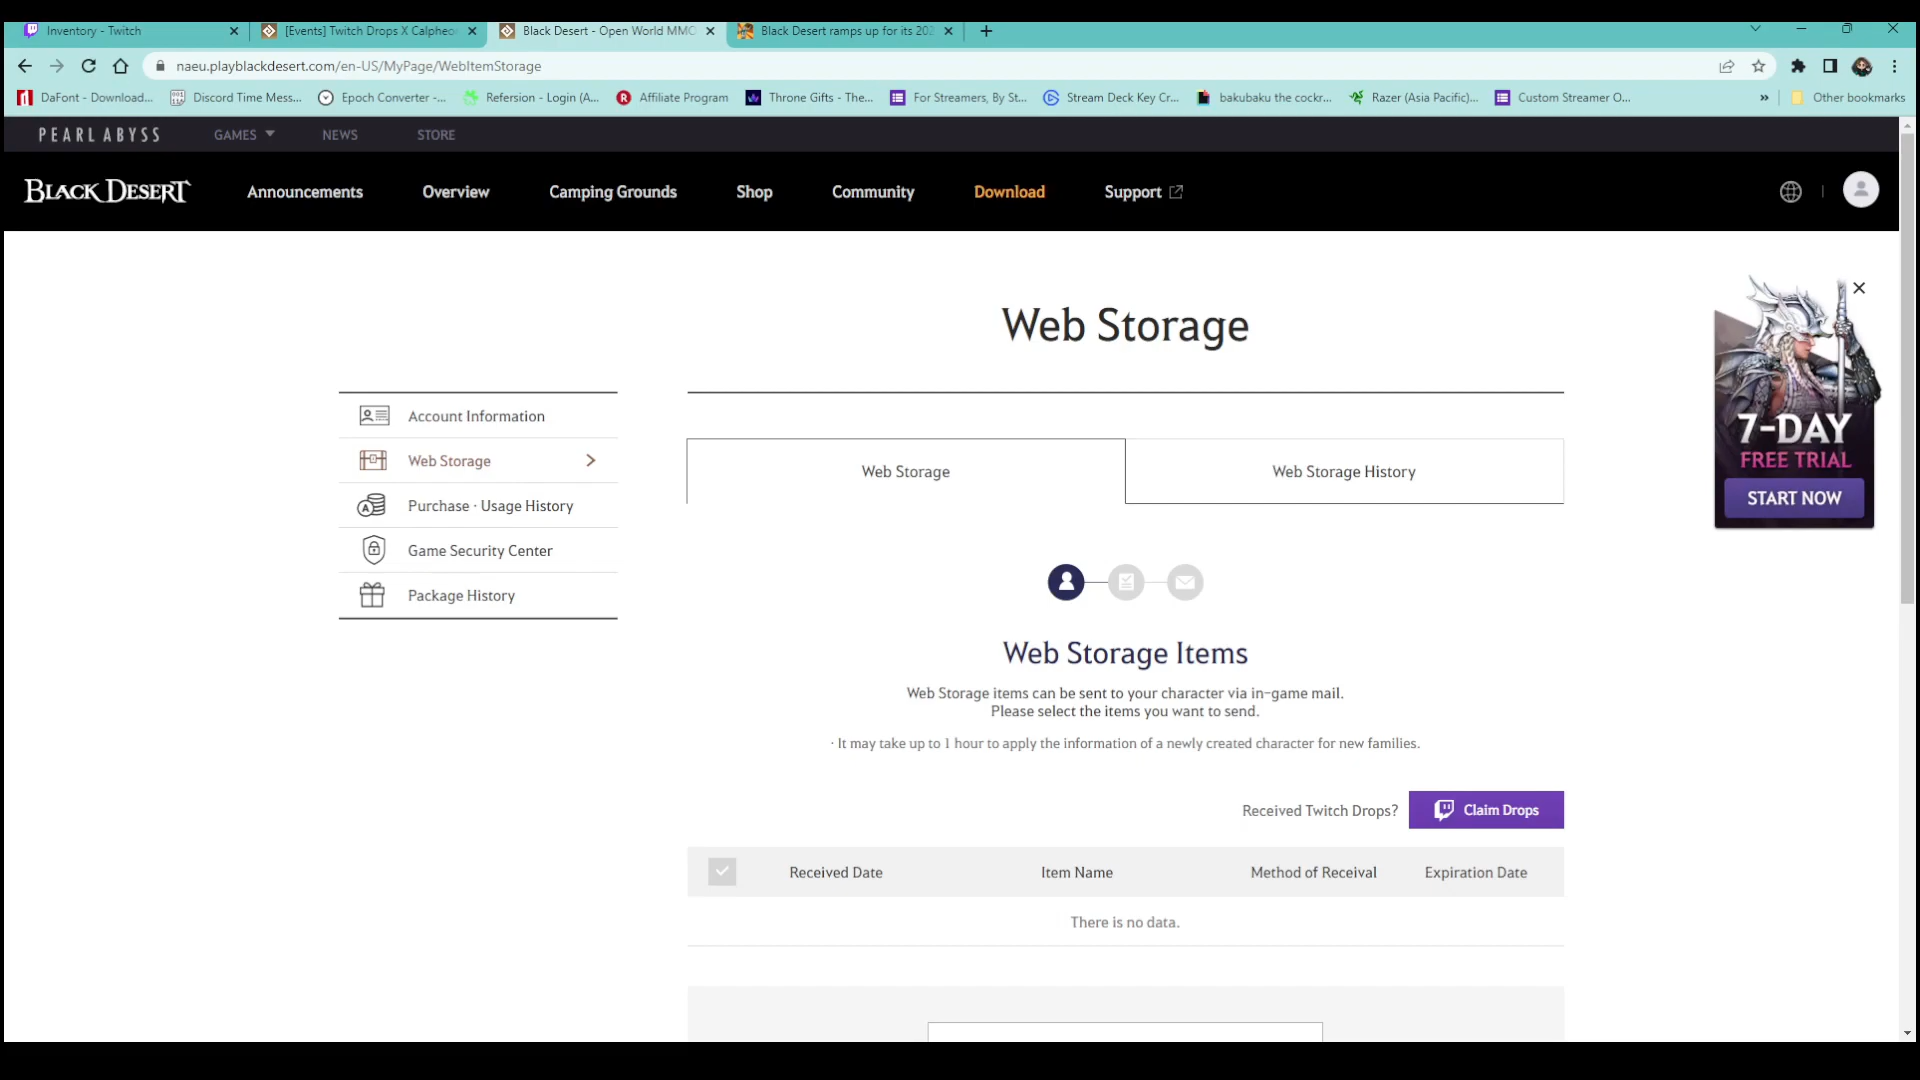 Inventory - Twitch
[Events] Twitch Drops X Calpheo
Black Desert - Open World MMO
Black Desert ramps up for its 202
naeu.playblackdesert.com/en-US/MyPage/WebItemStorage
DaFont - Download...
Discord Time Mess...
Epoch Converter -...
Refersion - Login (A...
Affiliate Program
Throne Gifts - The...
For Streamers, By St...
Stream Deck Key Cr...
bakubaku the cockr...
Razer (Asia Pacific)...
Custom Streamer O...
»
Other bookmarks
PEARL ABYSS
GAMES
NEWS
STORE
BLACK DESERT
Announcements
Overview
Camping Grounds
Shop
Community
Download
Support
Web Storage
Account Information
Web Storage
Purchase · Usage History
Game Security Center
Package History
Web Storage
Web Storage History
7-DAY
FREE TRIAL
START NOW
Web Storage Items
Web Storage items can be sent to your character via in-game mail.
Please select the items you want to send.
· It may take up to 1 hour to apply the information of a newly created character for new families.
Received Twitch Drops?
Claim Drops
Received Date
Item Name
Method of Receival
Expiration Date
There is no data.